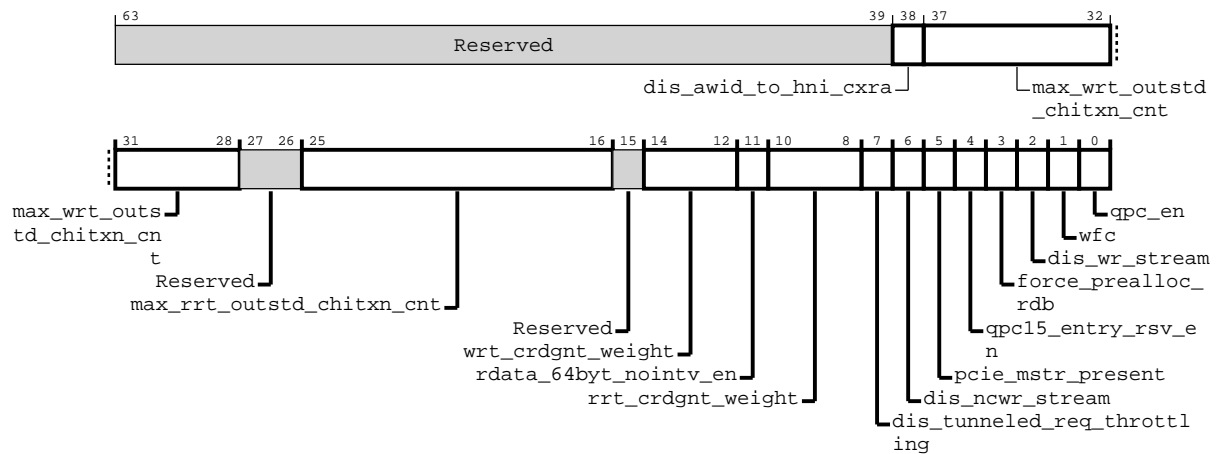 63 39 38 37 32
Reserved
dis_awid_to_hni_cxra
max_wrt_outstd
_chitxn_cnt
31 28 27 26 25 16 15 14 12 11 10 8 7 6 5 4 3 2 1 0
max_wrt_outs
td_chitxn_cn
t
Reserved
max_rrt_outstd_chitxn_cnt
Reserved
wrt_crdgnt_weight
rdata_64byt_nointv_en
rrt_crdgnt_weight
qpc_en
wfc
dis_wr_stream
force_prealloc_
rdb
qpc15_entry_rsv_e
n
pcie_mstr_present
dis_ncwr_stream
dis_tunneled_req_throttl
ing